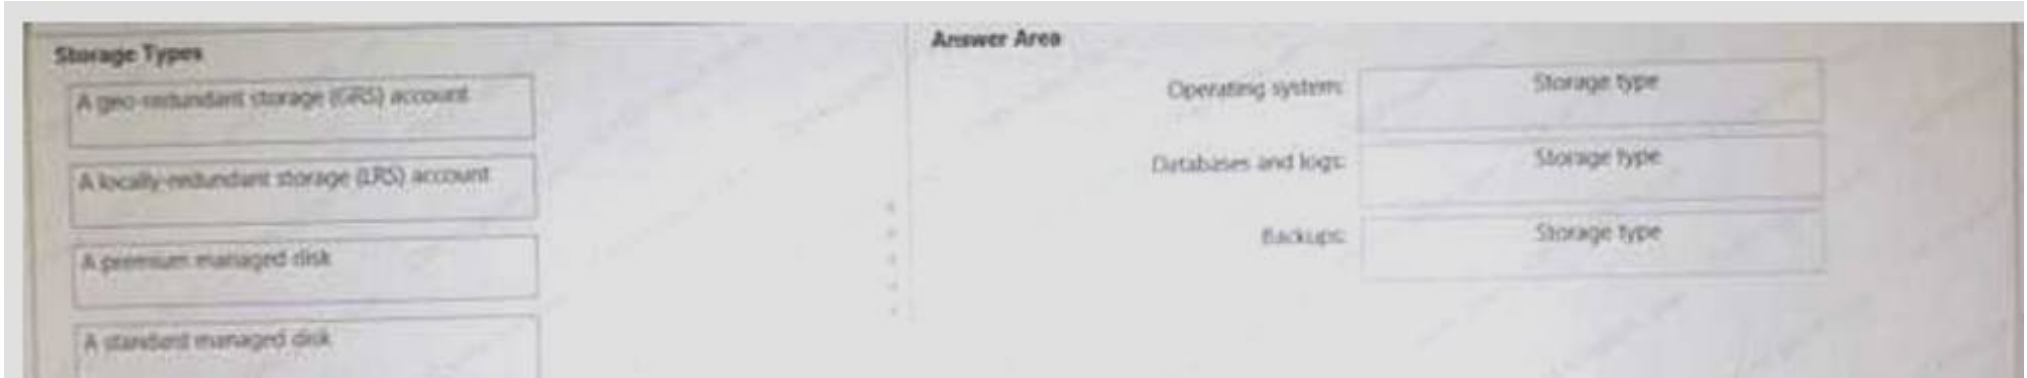 Storage Types
A geo-redundant storage (GRS) account
A locally-redundant storage (LRS) account
A premium managed disk
A standard managed disk
Answer Area
Operating system: Storage type
Databases and logs: Storage type
Backups: Storage type